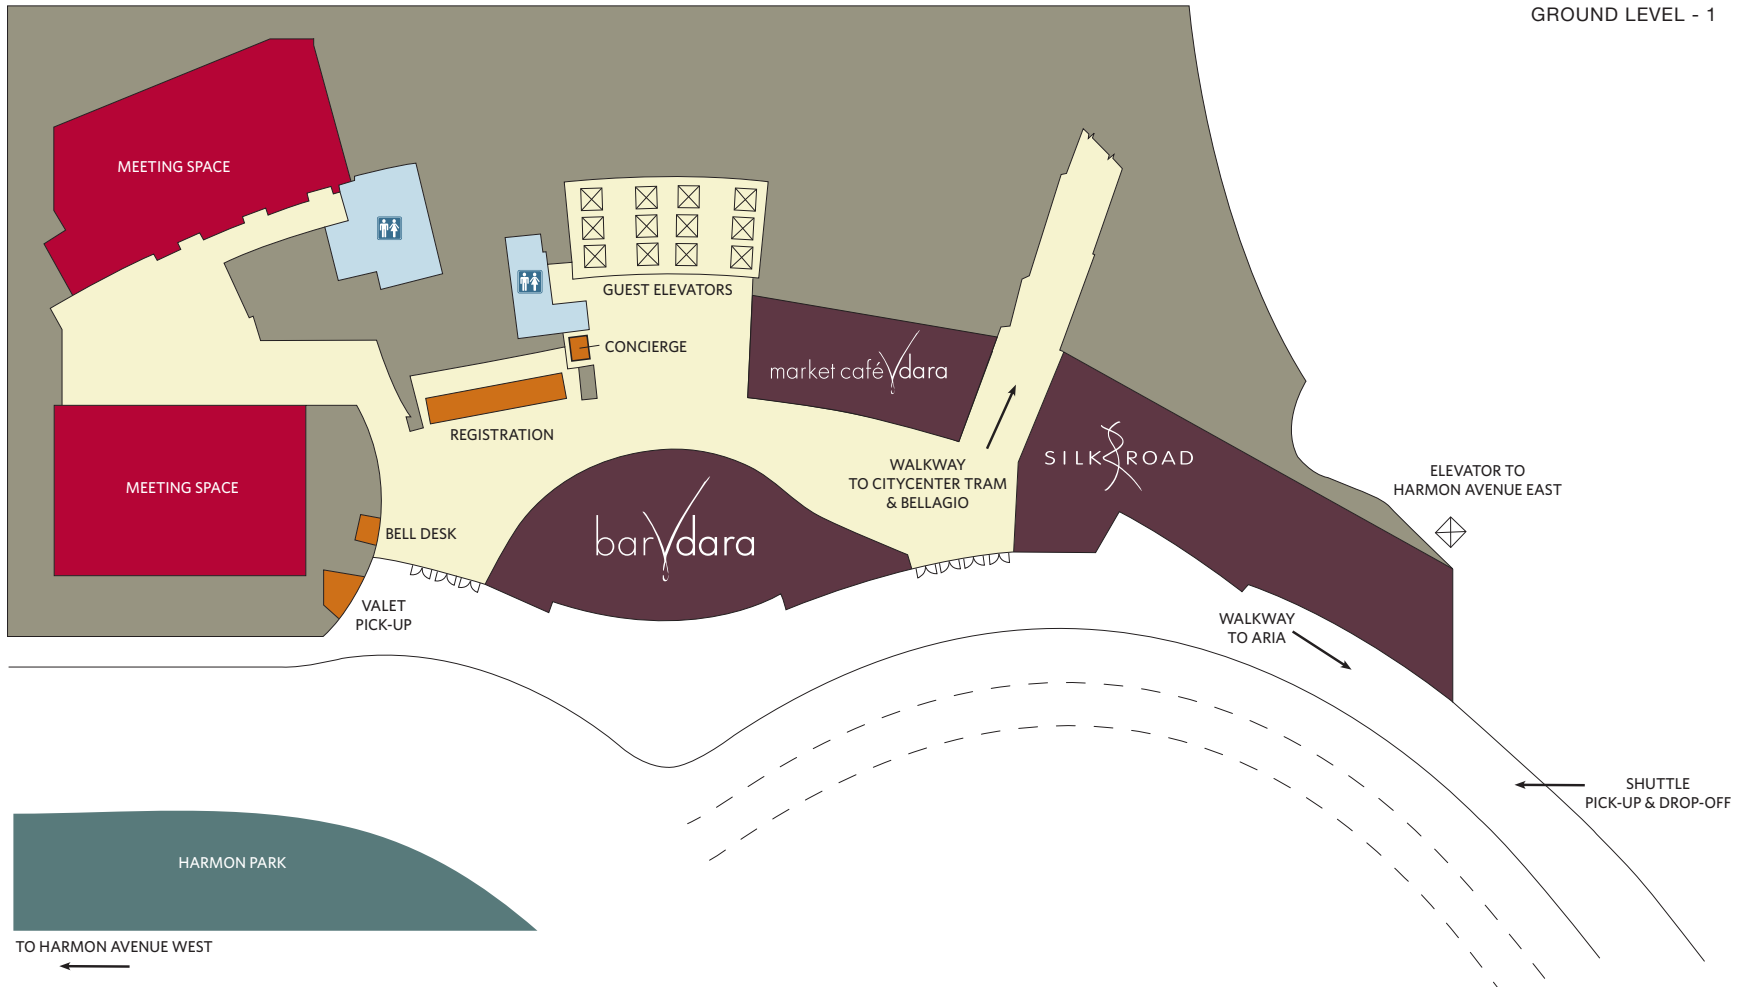 GROUND LEVEL - 1
MEETING SPACE
GUEST ELEVATORS
CONCIERGE
market café Vdara
REGISTRATION
SILK ROAD
WALKWAY
TO CITYCENTER TRAM
& BELLAGIO
ELEVATOR TO
HARMON AVENUE EAST
MEETING SPACE
BELL DESK
bar Vdara
VALET
PICK-UP
WALKWAY
TO ARIA
SHUTTLE
PICK-UP & DROP-OFF
HARMON PARK
TO HARMON AVENUE WEST